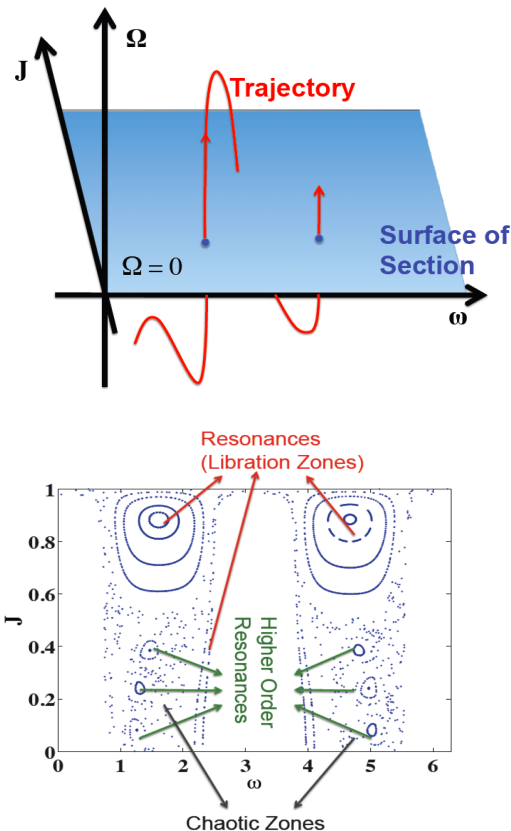 Ω
J
Trajectory
Surface of
Section
Ω = 0
ω
Resonances
(Libration Zones)
1
0.8
0.6
0.4
0.2
0
J
Higher Order
Resonances
0 1 2 3 4 5 6
ω
Chaotic Zones